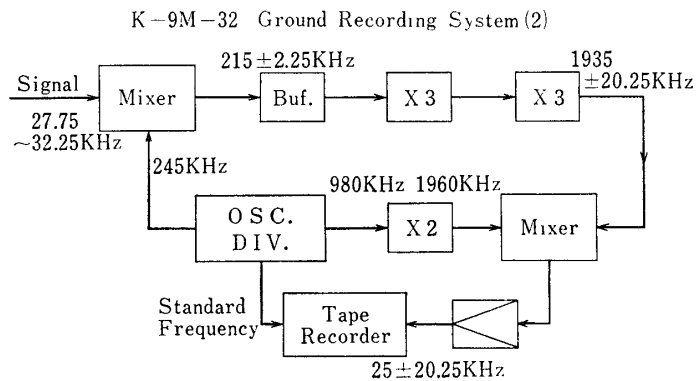 K-9M-32 Ground Recording System (2)
Signal
27.75
~32.25KHz
Mixer
215±2.25KHz
Buf.
X3
X3
1935
±20.25KHz
245KHz
OSC.
DIV.
980KHz
1960KHz
X2
Mixer
Standard
Frequency
Tape
Recorder
25±20.25KHz